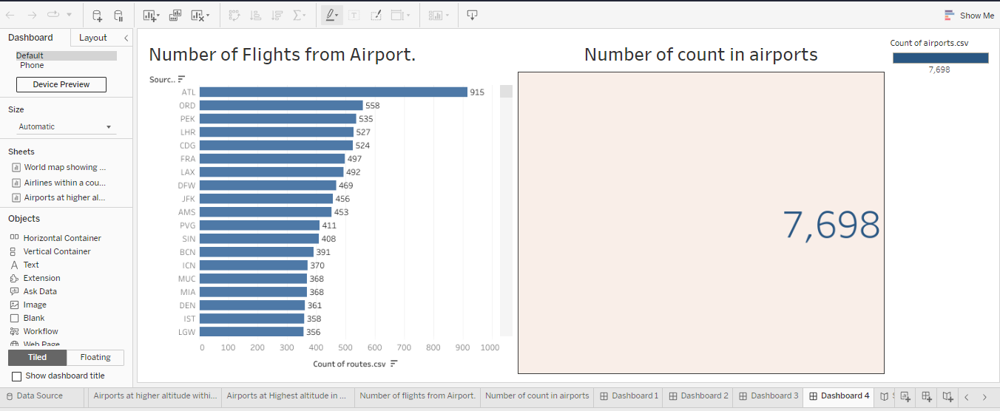 Show Me
Dashboard
Layout
Default
Phone
Device Preview
Size
Automatic
Sheets
World map showing ...
Airlines within a cou...
Airports at higher al...
Objects
Horizontal Container
Vertical Container
Text
Extension
Ask Data
Image
Blank
Workflow
Web Page
Tiled
Floating
Show dashboard title
Number of Flights from Airport.
Sourc..
ATL 915
ORD 558
PEK 535
LHR 527
CDG 524
FRA 497
LAX 492
DFW 469
JFK 456
AMS 453
PVG 411
SIN 408
BCN 391
ICN 370
MUC 368
MIA 368
DEN 361
IST 358
LGW 356
0 100 200 300 400 500 600 700 800 900 1000
Count of routes.csv
Number of count in airports
7,698
Count of airports.csv
7,698
Data Source
Airports at higher altitude withi...
Airports at Highest altitude in ...
Number of flights from Airport.
Number of count in airports
Dashboard 1
Dashboard 2
Dashboard 3
Dashboard 4